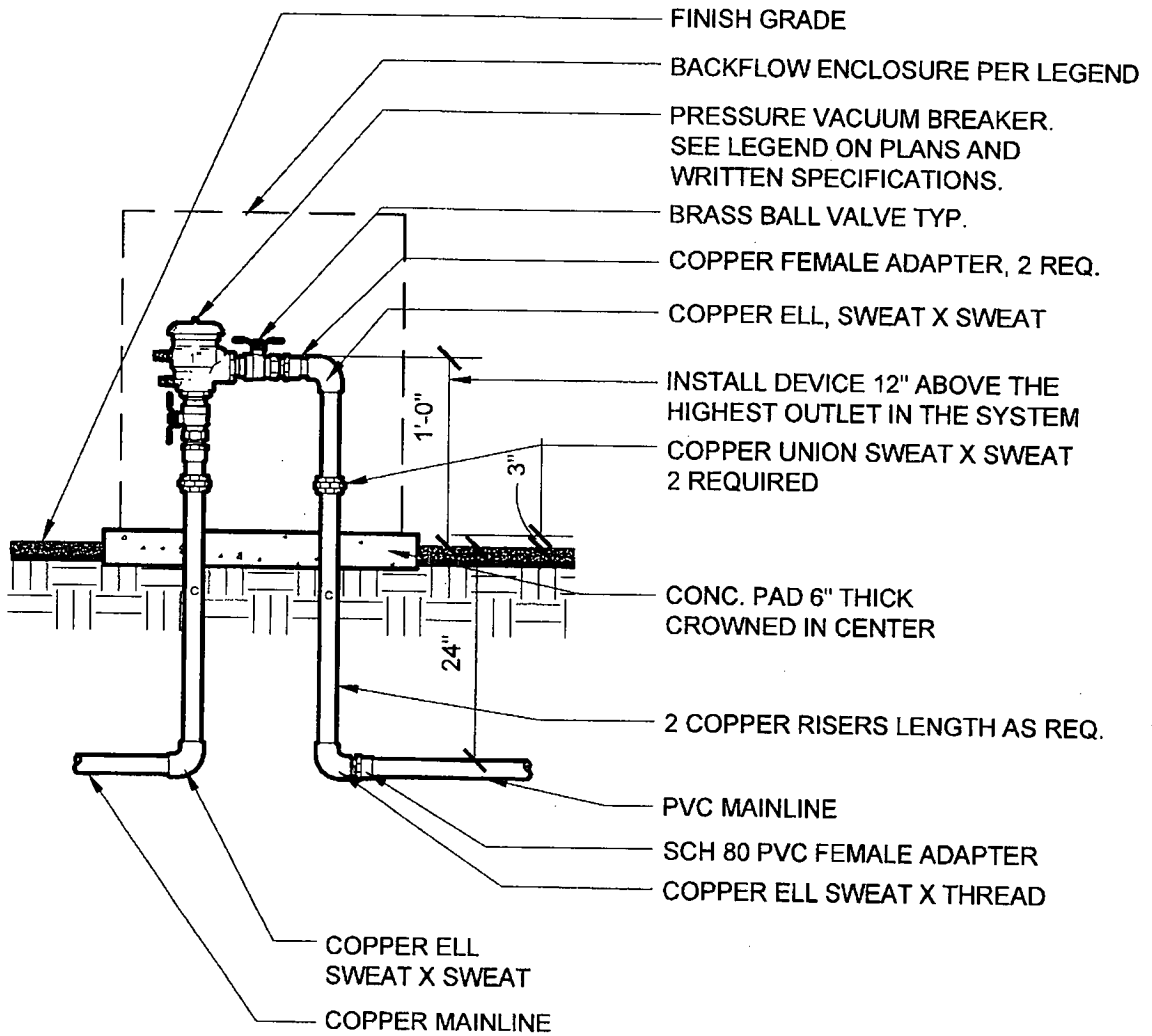 FINISH GRADE
BACKFLOW ENCLOSURE PER LEGEND
PRESSURE VACUUM BREAKER.
SEE LEGEND ON PLANS AND
WRITTEN SPECIFICATIONS.
BRASS BALL VALVE TYP.
COPPER FEMALE ADAPTER, 2 REQ.
COPPER ELL, SWEAT X SWEAT
INSTALL DEVICE 12" ABOVE THE
HIGHEST OUTLET IN THE SYSTEM
1'-0"
COPPER UNION SWEAT X SWEAT
2 REQUIRED
3"
C
C
CONC. PAD 6" THICK
CROWNED IN CENTER
24"
2 COPPER RISERS LENGTH AS REQ.
PVC MAINLINE
SCH 80 PVC FEMALE ADAPTER
COPPER ELL SWEAT X THREAD
COPPER ELL
SWEAT X SWEAT
COPPER MAINLINE